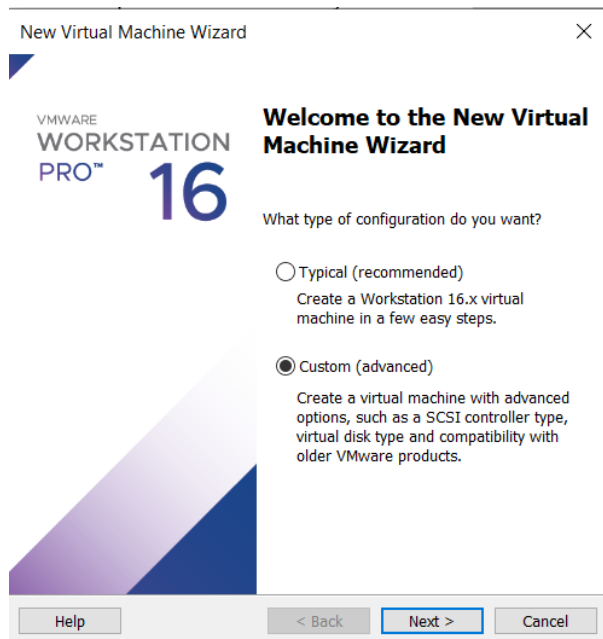 New Virtual Machine Wizard
VMWARE
WORKSTATION
PRO™ 16
Welcome to the New Virtual
Machine Wizard
What type of configuration do you want?
Typical (recommended)
Create a Workstation 16.x virtual
machine in a few easy steps.
Custom (advanced)
Create a virtual machine with advanced
options, such as a SCSI controller type,
virtual disk type and compatibility with
older VMware products.
Help
< Back
Next >
Cancel